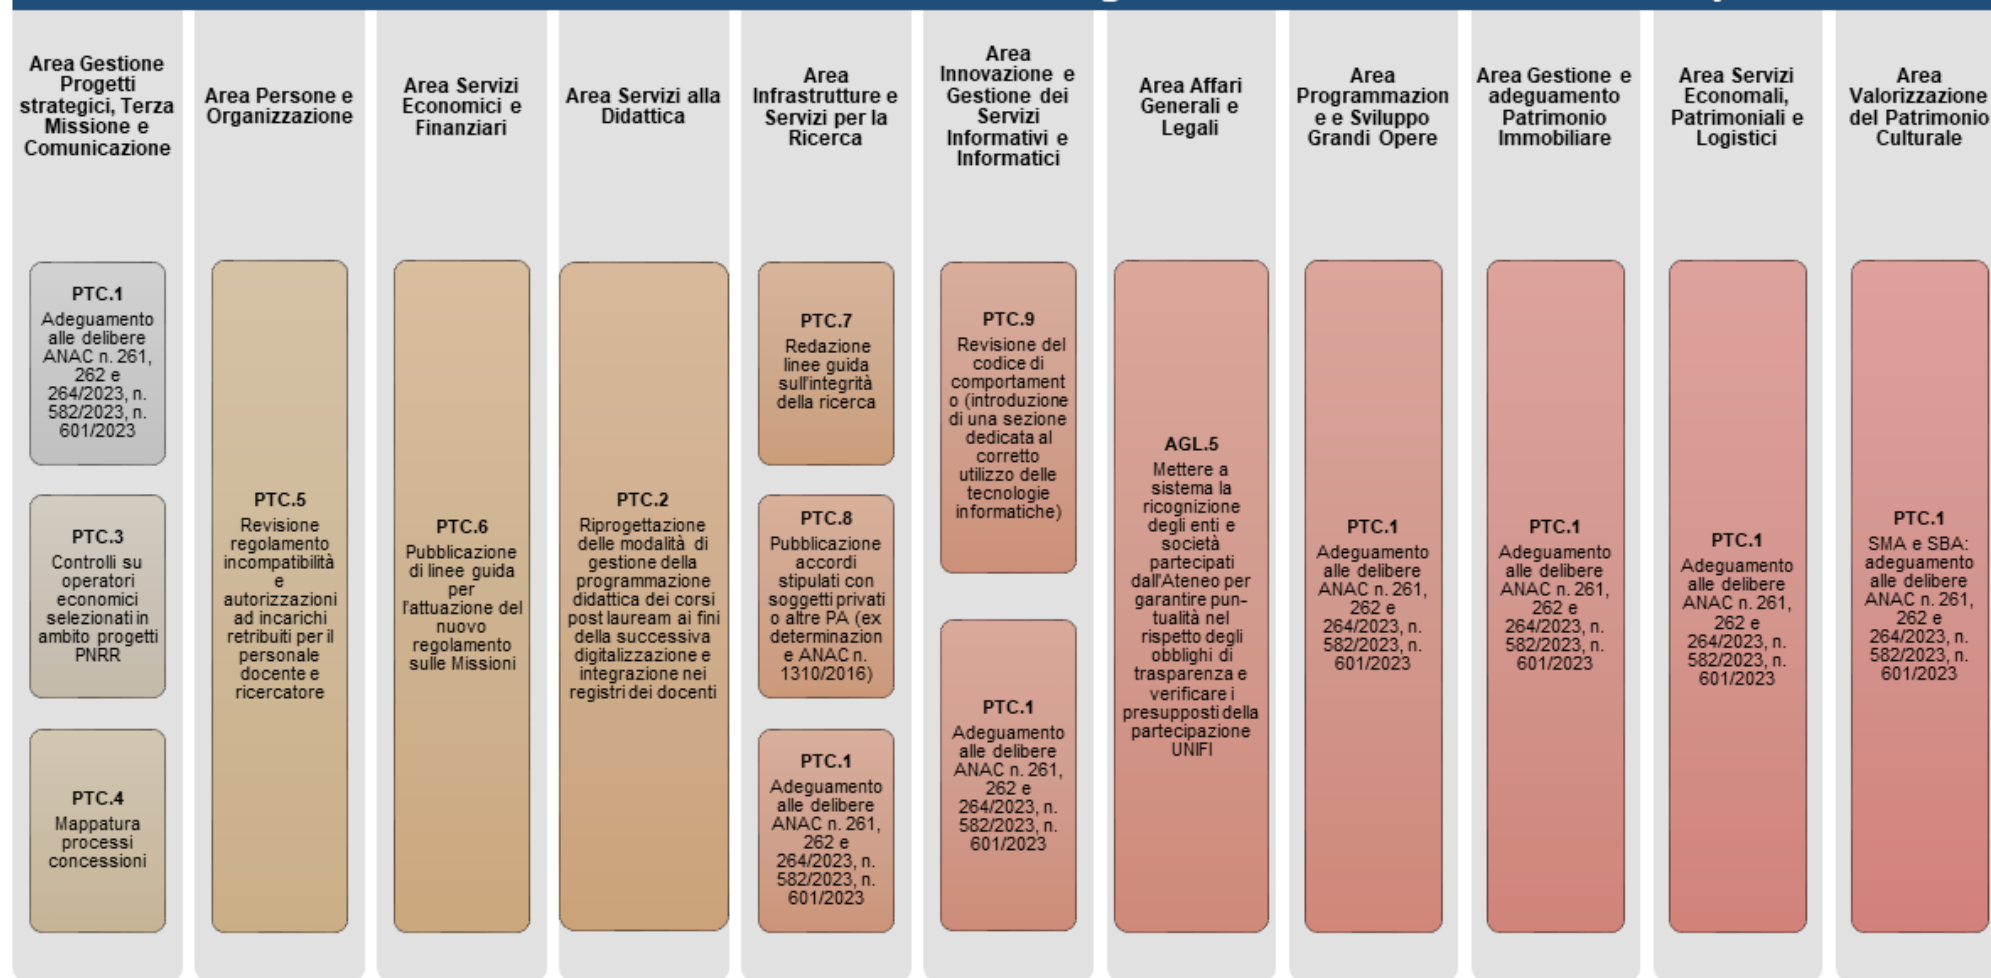 Area Gestione
Progetti
strategici, Terza
Missione e
Comunicazione
PTC.1
Adeguamento
alle delibere
ANAC n. 261,
262 e
264/2023, n.
582/2023, n.
601/2023
PTC.3
Controlli su
operatori
economici
selezionati in
ambito progetti
PNRR
PTC.4
Mappatura
processi
concessioni
Area Persone e
Organizzazione
PTC.5
Revisione
regolamento
incompatibilità
e
autorizzazioni
ad incarichi
retribuiti per il
personale
docente e
ricercatore
Area Servizi
Economici e
Finanziari
PTC.6
Pubblicazione
di linee guida
per
l'attuazione del
nuovo
regolamento
sulle Missioni
Area Servizi alla
Didattica
PTC.2
Riprogettazione
delle modalità di
gestione della
programmazione
didattica dei corsi
post lauream ai fini
della successiva
digitalizzazione e
integrazione nei
registri dei docenti
Area
Infrastrutture e
Servizi per la
Ricerca
PTC.7
Redazione
linee guida
sull'integrità
della ricerca
PTC.8
Pubblicazione
accordi
stipulati con
soggetti privati
o altre PA (ex
determinazion
e ANAC n.
1310/2016)
PTC.1
Adeguamento
alle delibere
ANAC n. 261,
262 e
264/2023, n.
582/2023, n.
601/2023
Area
Innovazione e
Gestione dei
Servizi
Informativi e
Informatici
PTC.9
Revisione del
codice di
comportament
o (introduzione
di una sezione
dedicata al
corretto
utilizzo delle
tecnologie
informatiche)
PTC.1
Adeguamento
alle delibere
ANAC n. 261,
262 e
264/2023, n.
582/2023, n.
601/2023
Area Affari
Generali e
Legali
AGL.5
Mettere a
sistema la
ricognizione
degli enti e
società
partecipati
dall'Ateneo per
garantire pun-
tualità nel
rispetto degli
obblighi di
trasparenza e
verificare i
presupposti della
partecipazione
UNIFI
Area
Programmazion
e e Sviluppo
Grandi Opere
PTC.1
Adeguamento
alle delibere
ANAC n. 261,
262 e
264/2023, n.
582/2023, n.
601/2023
Area Gestione e
adeguamento
Patrimonio
Immobiliare
PTC.1
Adeguamento
alle delibere
ANAC n. 261,
262 e
264/2023, n.
582/2023, n.
601/2023
Area Servizi
Economali,
Patrimoniali e
Logistici
PTC.1
Adeguamento
alle delibere
ANAC n. 261,
262 e
264/2023, n.
582/2023, n.
601/2023
Area
Valorizzazione
del Patrimonio
Culturale
PTC.1
SMA e SBA:
adeguamento
alle delibere
ANAC n. 261,
262 e
264/2023, n.
582/2023, n.
601/2023